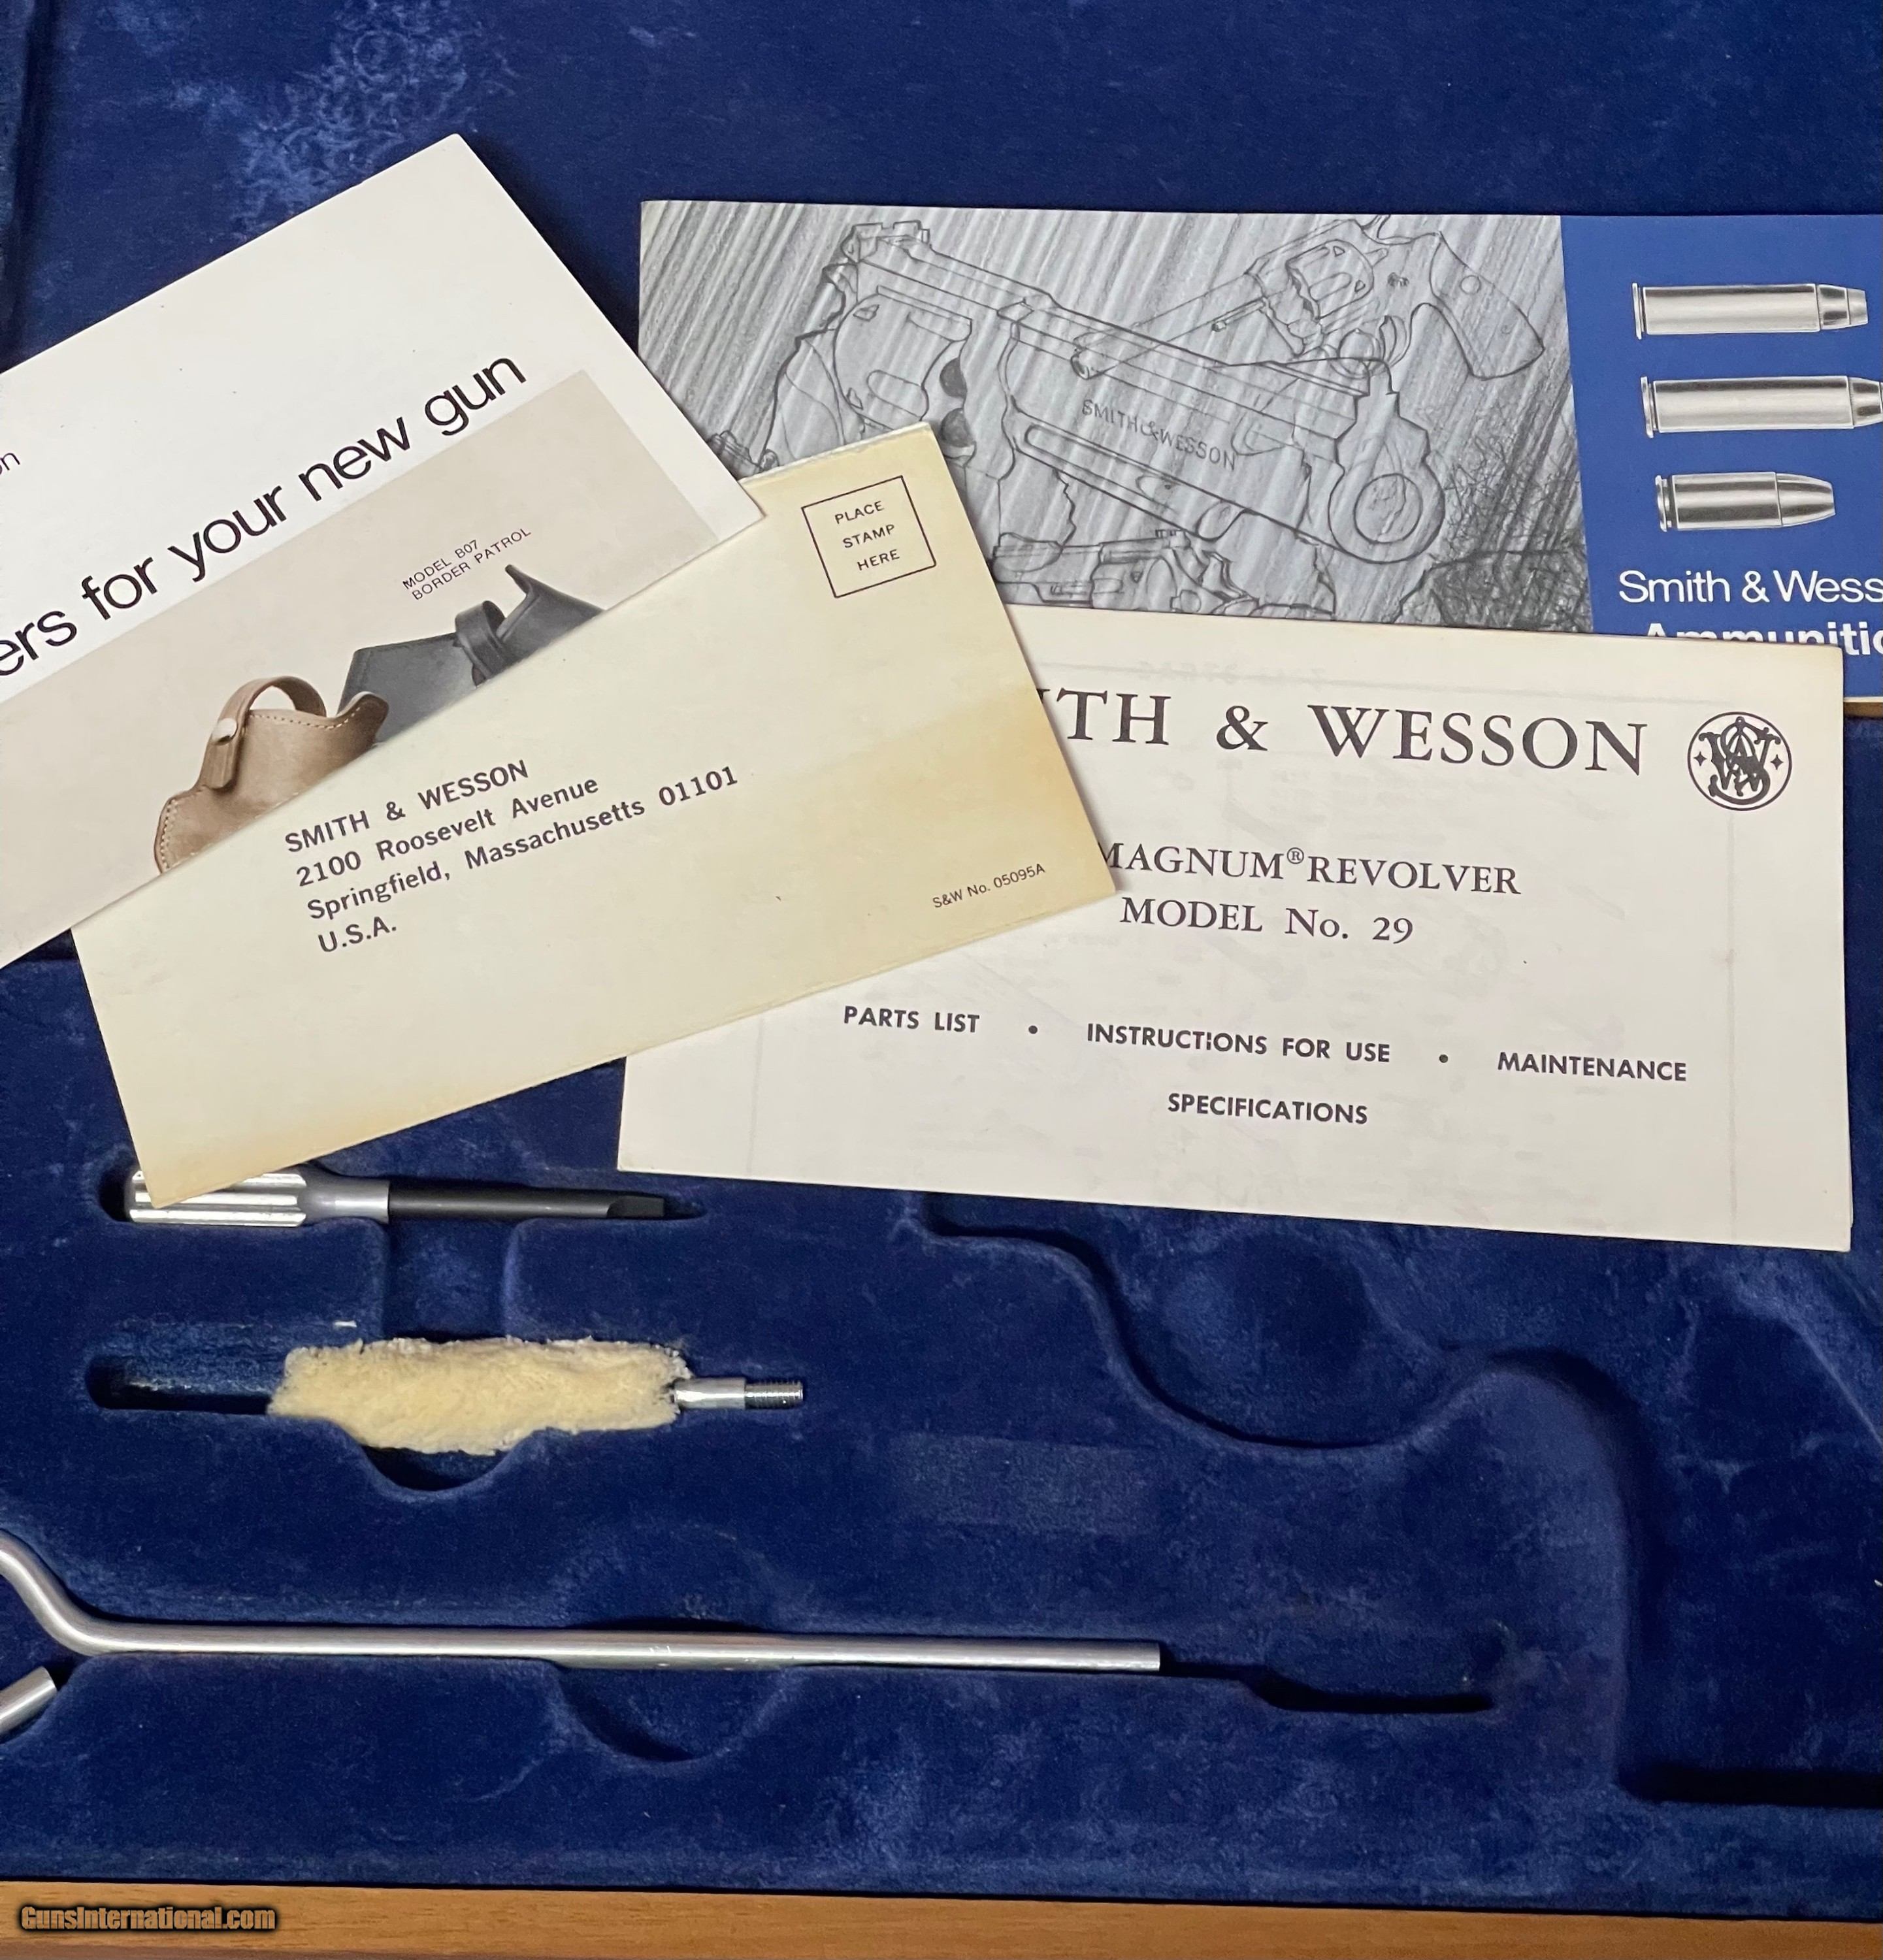 for your new gun
MODEL B07
BORDER PATROL
PLACE
STAMP
HERE
SMITH & WESSON
2100 Roosevelt Avenue
Springfield, Massachusetts 01101
U.S.A.
S&W No. 05095A
SMITH & WESSON
Smith & Wess
Ammunitio
TH & WESSON
MAGNUM® REVOLVER
MODEL No. 29
PARTS LIST • INSTRUCTIONS FOR USE • MAINTENANCE
SPECIFICATIONS
GunsInternational.com